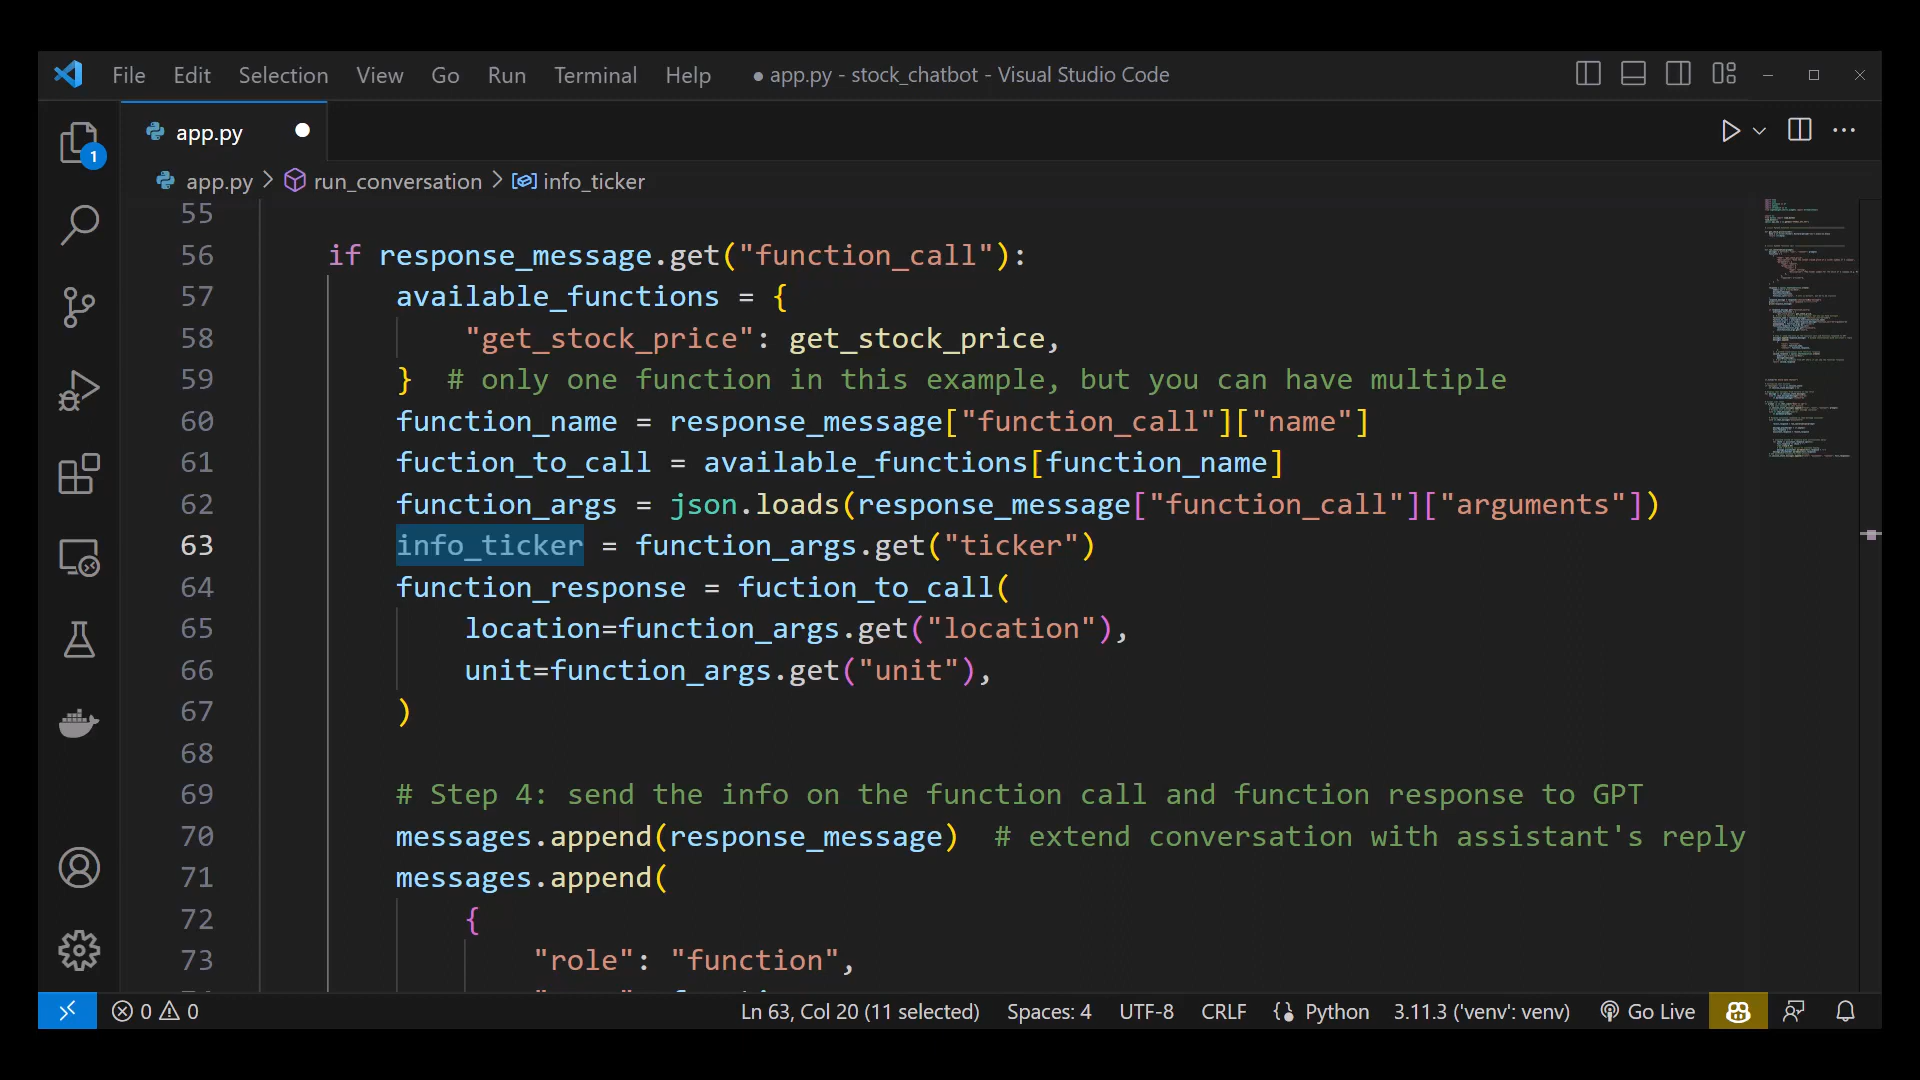 File Edit Selection View Go Run Terminal Help ● app.py - stock_chatbot - Visual Studio Code
app.py
1
app.py > run_conversation > info_ticker
55
56 if response_message.get("function_call"):
57 available_functions = {
58 "get_stock_price": get_stock_price,
59 } # only one function in this example, but you can have multiple
60 function_name = response_message["function_call"]["name"]
61 fuction_to_call = available_functions[function_name]
62 function_args = json.loads(response_message["function_call"]["arguments"])
63 info_ticker = function_args.get("ticker")
64 function_response = fuction_to_call(
65 location=function_args.get("location"),
66 unit=function_args.get("unit"),
67 )
68
69 # Step 4: send the info on the function call and function response to GPT
70 messages.append(response_message) # extend conversation with assistant's reply
71 messages.append(
72 {
73 "role": "function",
0 0 Ln 63, Col 20 (11 selected) Spaces: 4 UTF-8 CRLF Python 3.11.3 ('venv': venv) Go Live